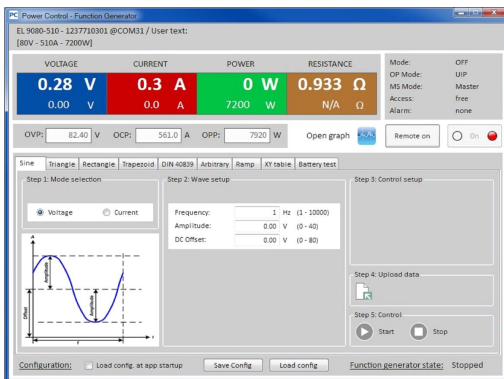 PC Power Control - Function Generator
EL 9080-510 - 1237710301 @COM31 / User text:
[80V - 510A - 7200W]
VOLTAGE CURRENT POWER RESISTANCE
0.28 V 0.3 A 0 W 0.933 Ω
0.00 V 0.0 A 7200 W N/A Ω
Mode: OFF
OP Mode: UIP
MS Mode: Master
Access: free
Alarm: none
OVP: 82.40 V OCP: 561.0 A OPP: 7920 W Open graph Remote on On
Sine Triangle Rectangle Trapezoid DIN 40839 Arbitrary Ramp XY table Battery test
Step 1: Mode selection
Voltage Current
Step 2: Wave setup
Frequency: 1 Hz (1 - 10000)
Amplitude: 0.00 V (0 - 40)
DC Offset: 0.00 V (0 - 80)
Step 3: Control setup
A
Amplitude
Amplitude
Offset
t
Step 4: Upload data
Step 5: Control
Start Stop
Configuration: Load config. at app startup Save Config Load config Function generator state: Stopped